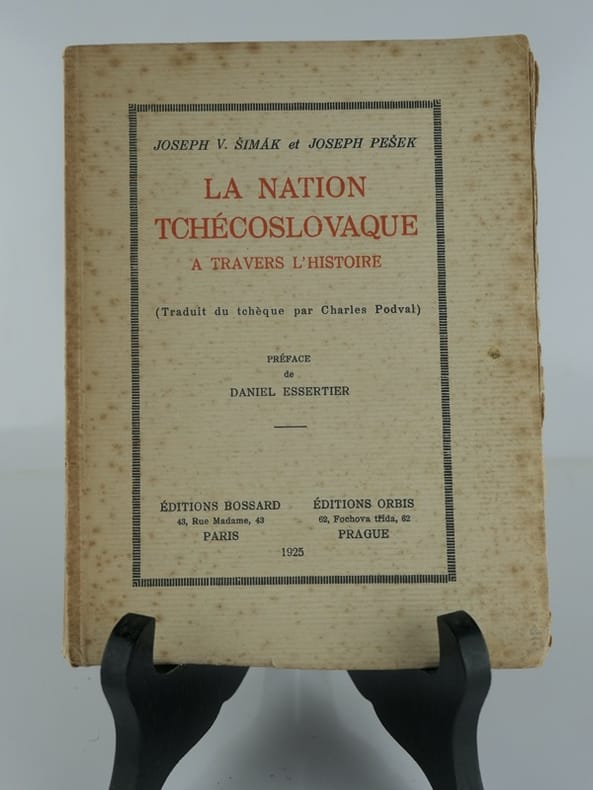 JOSEPH V. ŠIMÁK et JOSEPH PEŠEK
LA NATION
TCHÉCOSLOVAQUE
A TRAVERS L'HISTOIRE
(Traduit du tchèque par Charles Podval)
PRÉFACE
de
DANIEL ESSERTIER
ÉDITIONS BOSSARD
43, Rue Madame, 43
PARIS
ÉDITIONS ORBIS
62, Fochova třída, 62
PRAGUE
1925